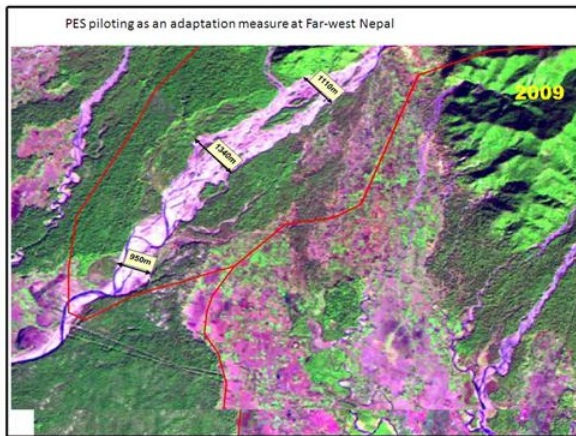 PES piloting as an adaptation measure at Far-west Nepal
2009
1110m
1340m
950m